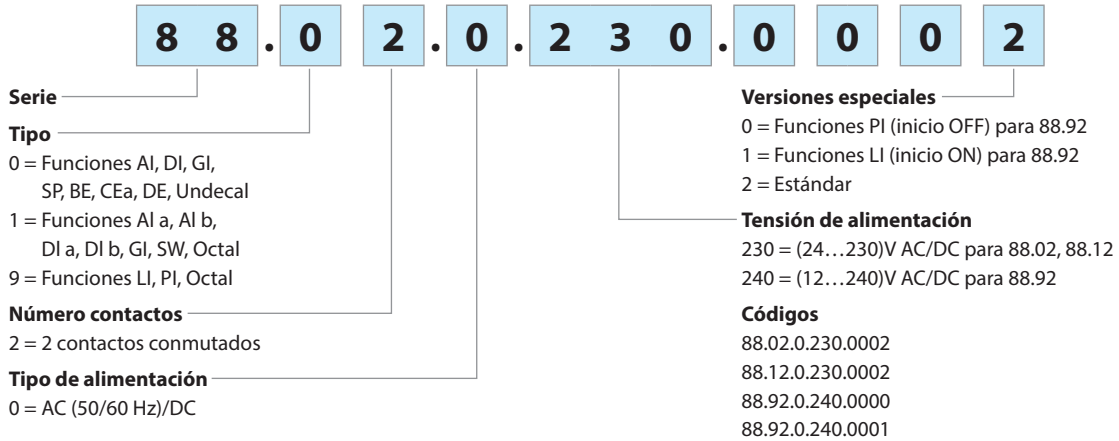 8 8 . 0 2 . 0 . 2 3 0 . 0 0 0 2
Serie
Tipo
0 = Funciones AI, DI, GI,
SP, BE, CEa, DE, Undecal
1 = Funciones AI a, AI b,
DI a, DI b, GI, SW, Octal
9 = Funciones LI, PI, Octal
Número contactos
2 = 2 contactos conmutados
Tipo de alimentación
0 = AC (50/60 Hz)/DC
Versiones especiales
0 = Funciones PI (inicio OFF) para 88.92
1 = Funciones LI (inicio ON) para 88.92
2 = Estándar
Tensión de alimentación
230 = (24…230)V AC/DC para 88.02, 88.12
240 = (12…240)V AC/DC para 88.92
Códigos
88.02.0.230.0002
88.12.0.230.0002
88.92.0.240.0000
88.92.0.240.0001